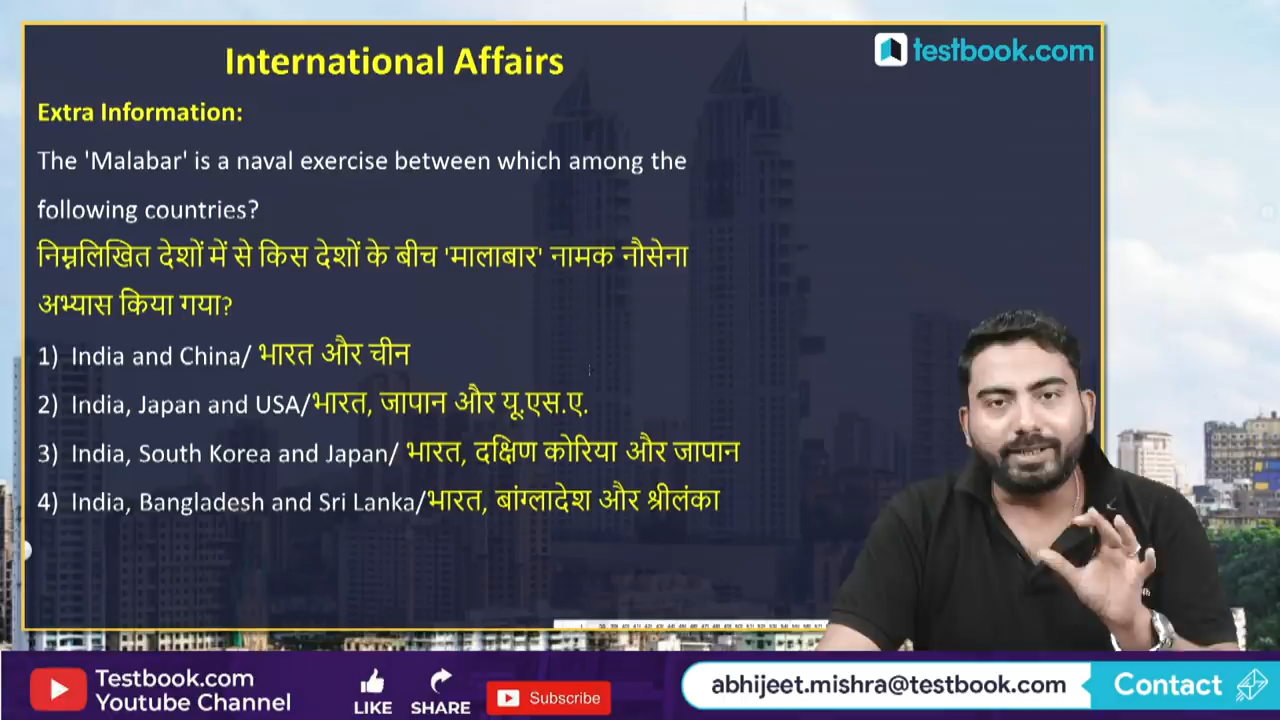 International Affairs
testbook.com
Extra Information:
The 'Malabar' is a naval exercise between which among the
following countries?
निम्नलिखित देशों में से किस देशों के बीच 'मालाबार' नामक नौसेना
अभ्यास किया गया?
1) India and China/ भारत और चीन
2) India, Japan and USA/भारत, जापान और यू.एस.ए.
3) India, South Korea and Japan/ भारत, दक्षिण कोरिया और जापान
4) India, Bangladesh and Sri Lanka/भारत, बांग्लादेश और श्रीलंका
Testbook.com
Youtube Channel
LIKE
SHARE
Subscribe
abhijeet.mishra@testbook.com
Contact